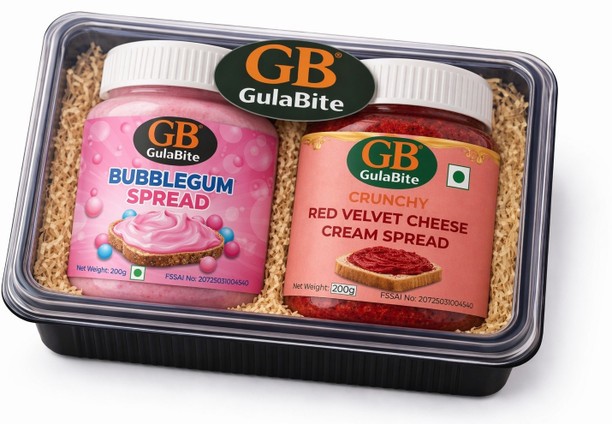 GB®
GulaBite
GB®
GulaBite
BUBBLEGUM
SPREAD
Net Weight: 200g
FSSAI No: 20725031004540
GB®
GulaBite
CRUNCHY
RED VELVET CHEESE
CREAM SPREAD
Net Weight: 200g
FSSAI No: 20725031004540